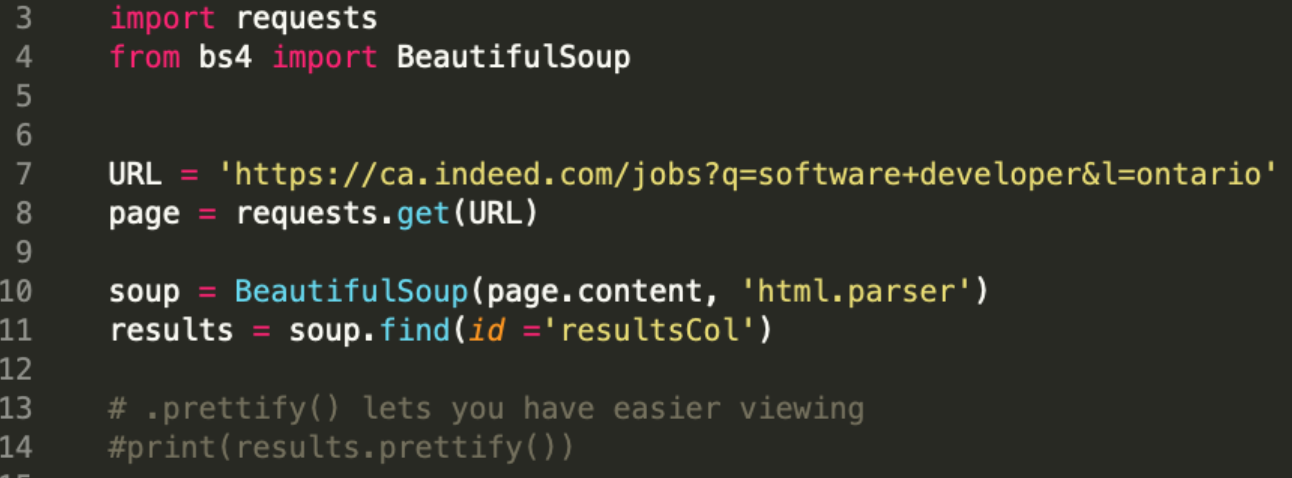 3 import requests
4 from bs4 import BeautifulSoup
5
6
7 URL = 'https://ca.indeed.com/jobs?q=software+developer&l=ontario'
8 page = requests.get(URL)
9
10 soup = BeautifulSoup(page.content, 'html.parser')
11 results = soup.find(id ='resultsCol')
12
13 # .prettify() lets you have easier viewing
14 #print(results.prettify())